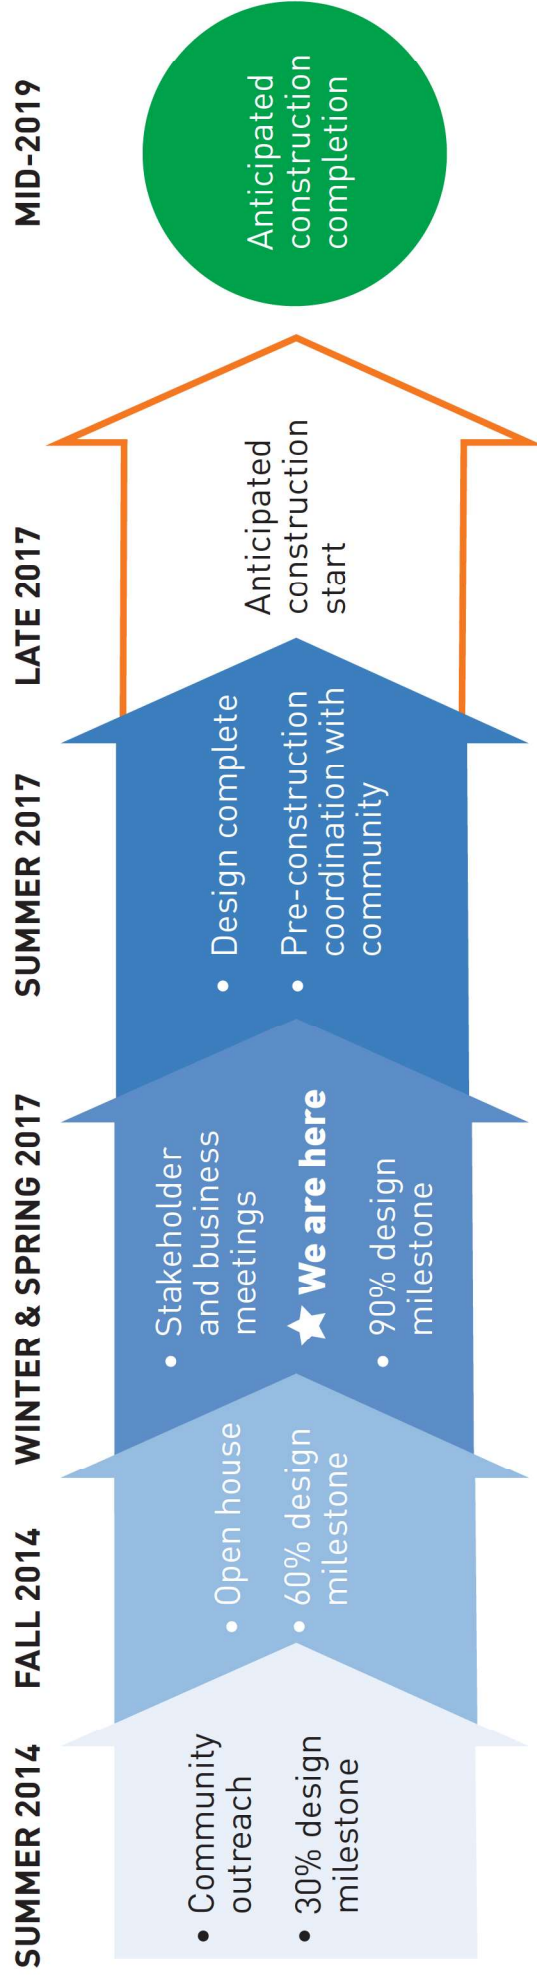 SUMMER 2014
FALL 2014
WINTER & SPRING 2017
SUMMER 2017
LATE 2017
MID-2019
• Community
outreach
• 30% design
milestone
• Open house
• 60% design
milestone
• Stakeholder
and business
meetings
We are here
• 90% design
milestone
• Design complete
• Pre-construction
coordination with
community
Anticipated
construction
start
Anticipated
construction
completion